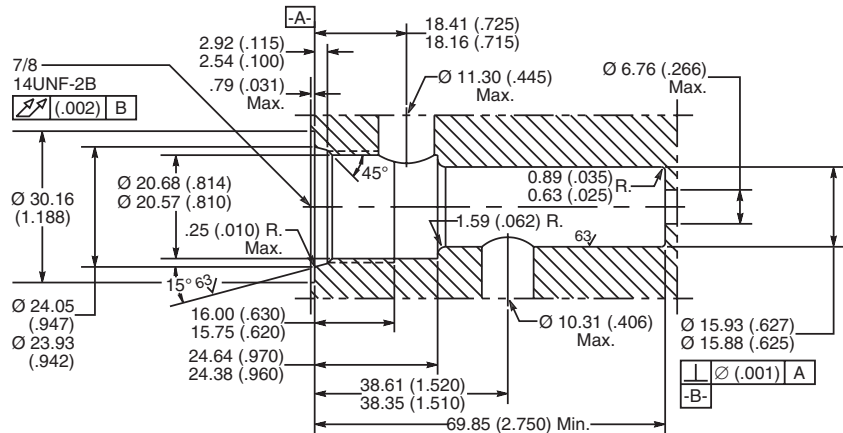 -A-
18.41 (.725)
18.16 (.715)
2.92 (.115)
2.54 (.100)
7/8
14UNF-2B
(.002) B
.79 (.031)
Max.
Ø 11.30 (.445)
Max.
Ø 6.76 (.266)
Max.
45°
0.89 (.035)
0.63 (.025) R.
Ø 20.68 (.814)
Ø 20.57 (.810)
Ø 30.16
(1.188)
1.59 (.062) R.
.25 (.010) R.
Max.
63
15° 63
Ø 24.05
(.947)
Ø 23.93
(.942)
16.00 (.630)
15.75 (.620)
Ø 10.31 (.406)
Max.
Ø 15.93 (.627)
Ø 15.88 (.625)
⊥ Ø (.001) A
-B-
24.64 (.970)
24.38 (.960)
38.61 (1.520)
38.35 (1.510)
69.85 (2.750) Min.